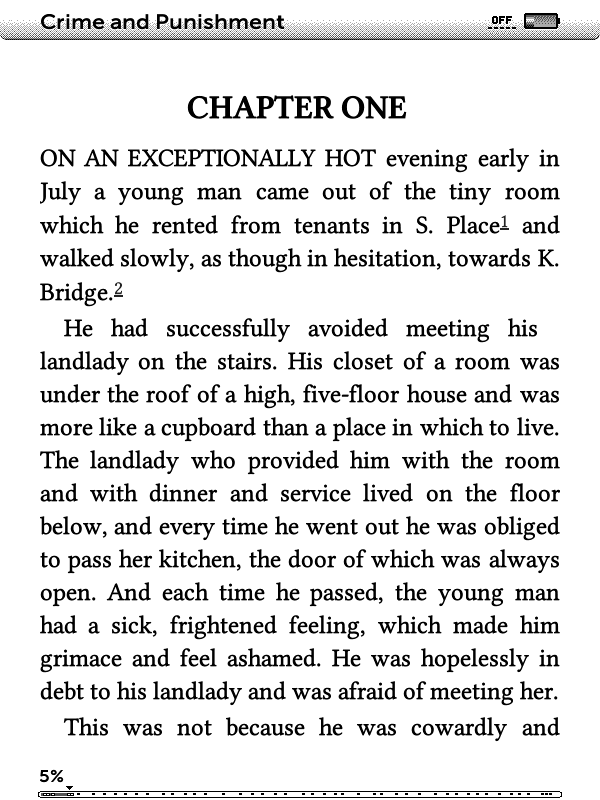 Crime and Punishment
OFF
CHAPTER ONE
ON AN EXCEPTIONALLY HOT evening early in
July a young man came out of the tiny room
which he rented from tenants in S. Place1 and
walked slowly, as though in hesitation, towards K.
Bridge.2
He had successfully avoided meeting his
landlady on the stairs. His closet of a room was
under the roof of a high, five-floor house and was
more like a cupboard than a place in which to live.
The landlady who provided him with the room
and with dinner and service lived on the floor
below, and every time he went out he was obliged
to pass her kitchen, the door of which was always
open. And each time he passed, the young man
had a sick, frightened feeling, which made him
grimace and feel ashamed. He was hopelessly in
debt to his landlady and was afraid of meeting her.
This was not because he was cowardly and
5%